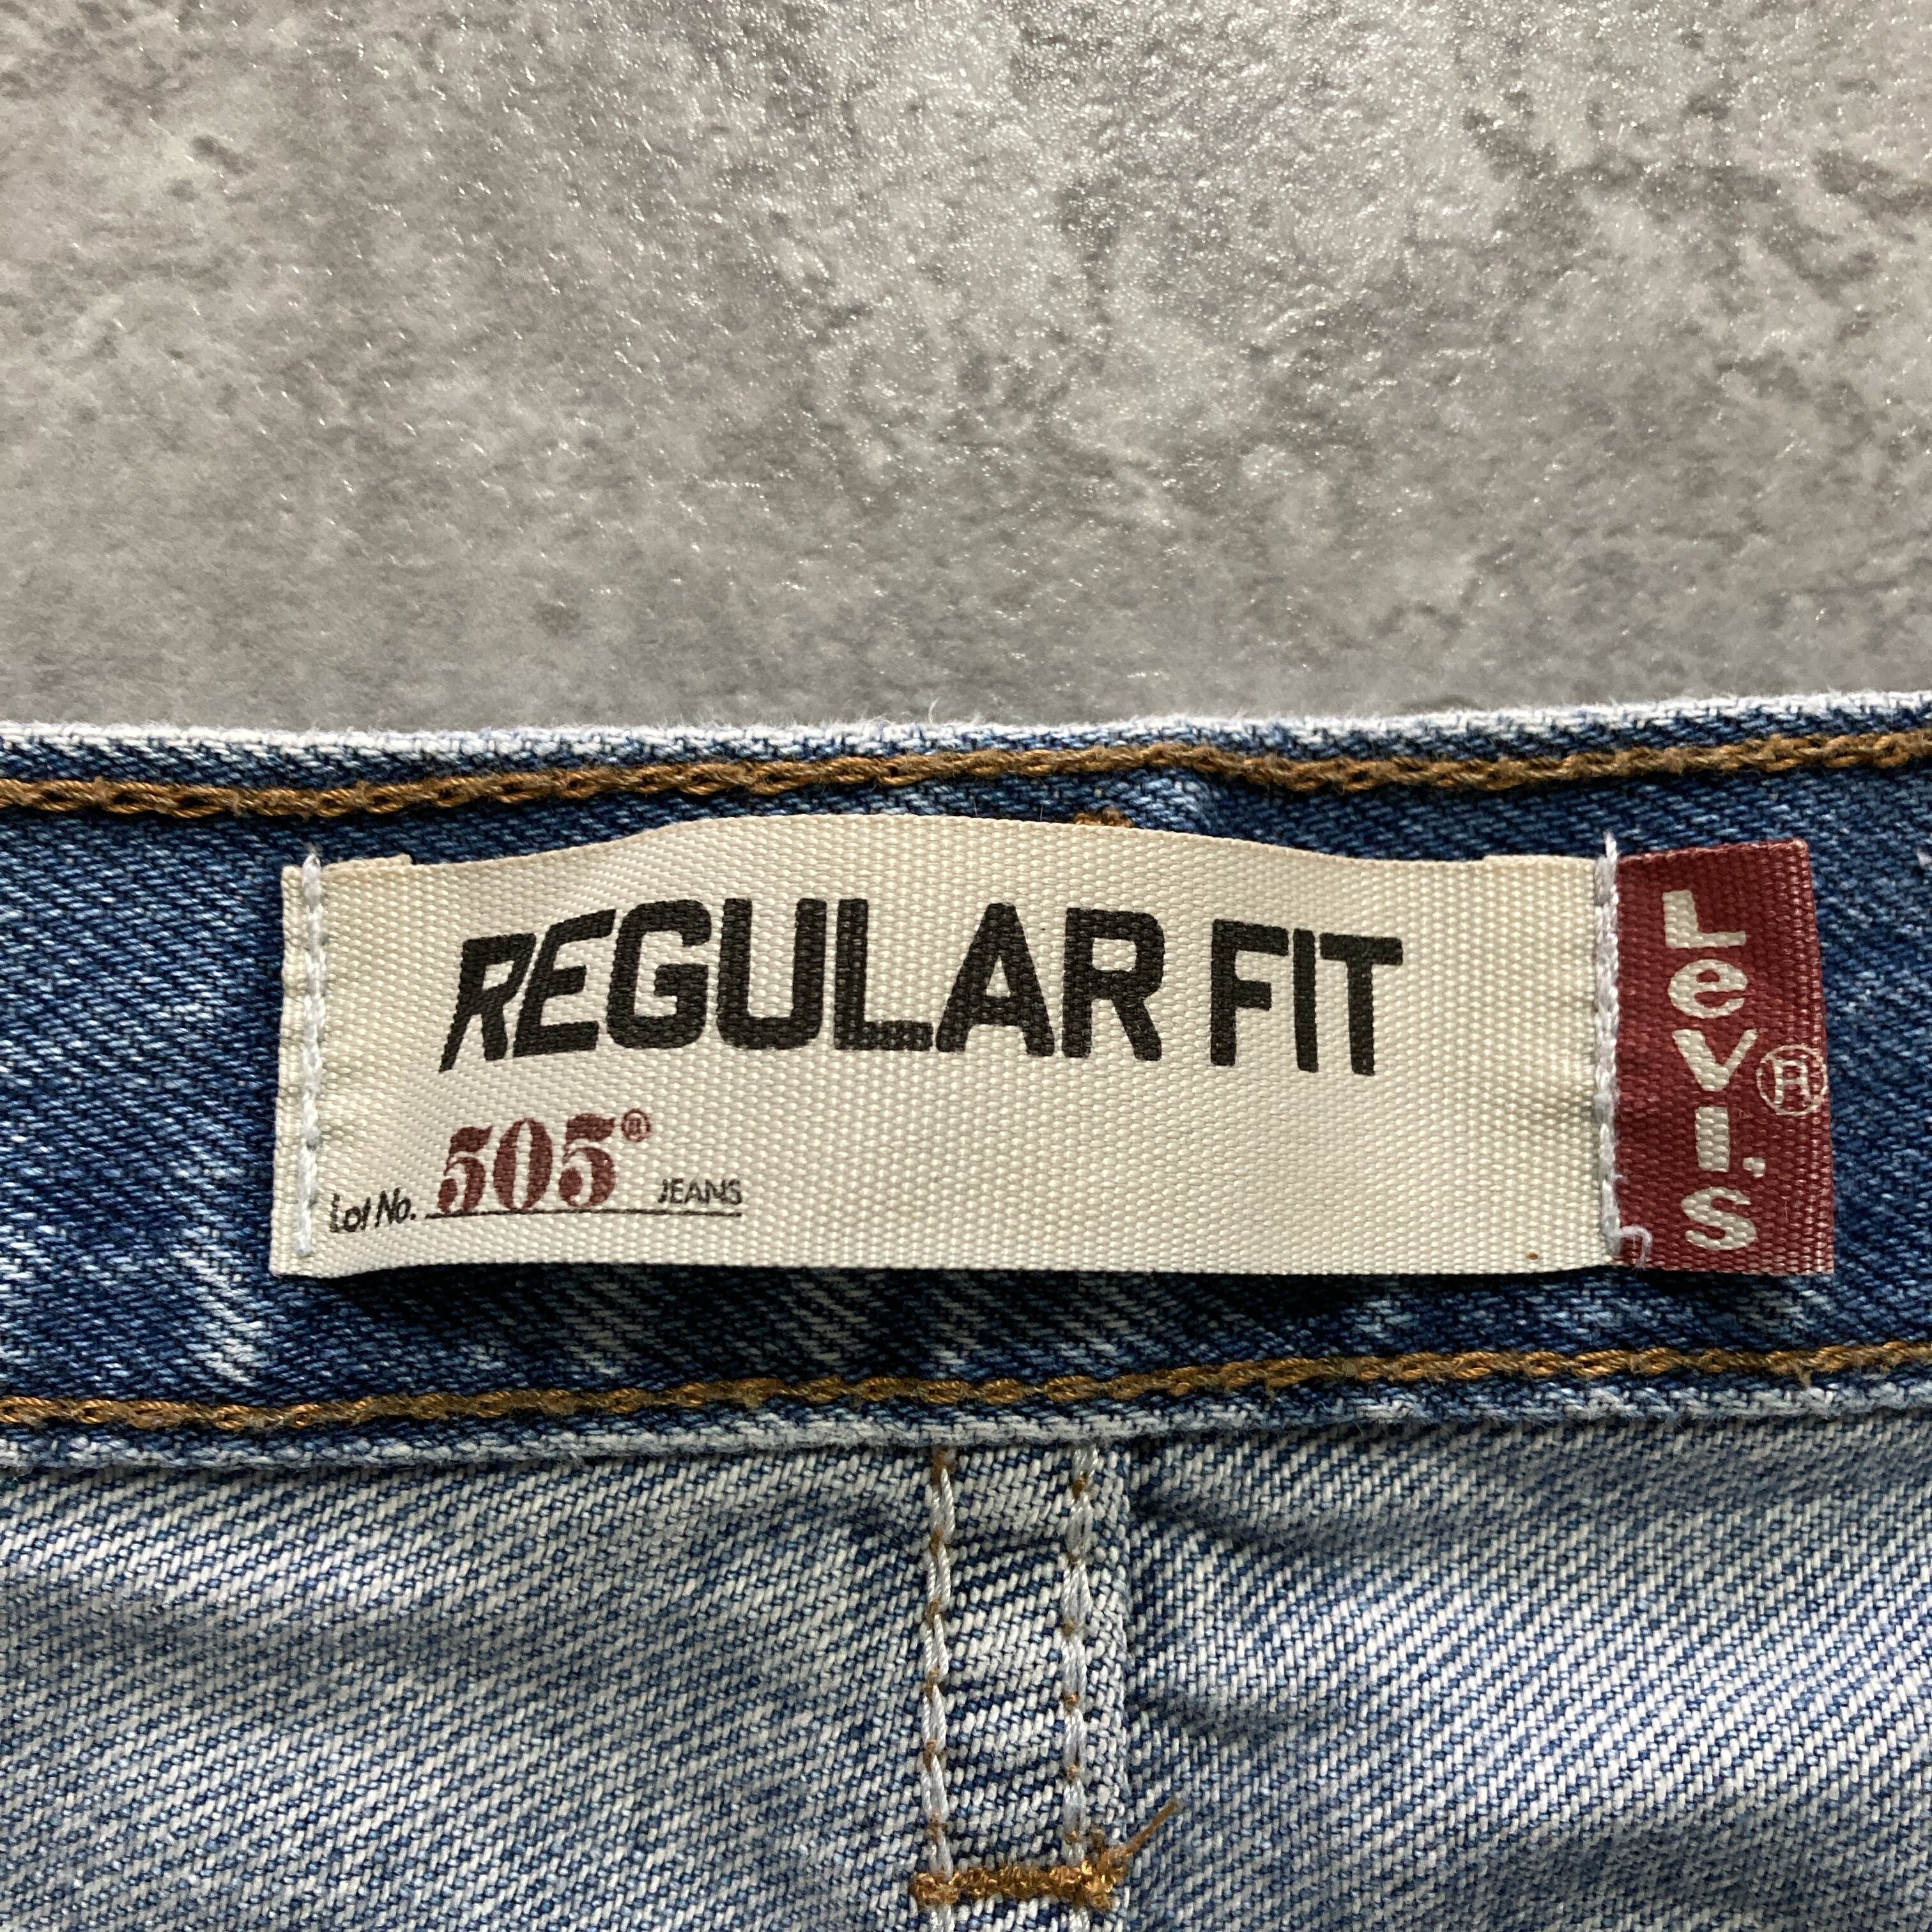 REGULAR FIT
Lot No. 505® JEANS
Levi's®